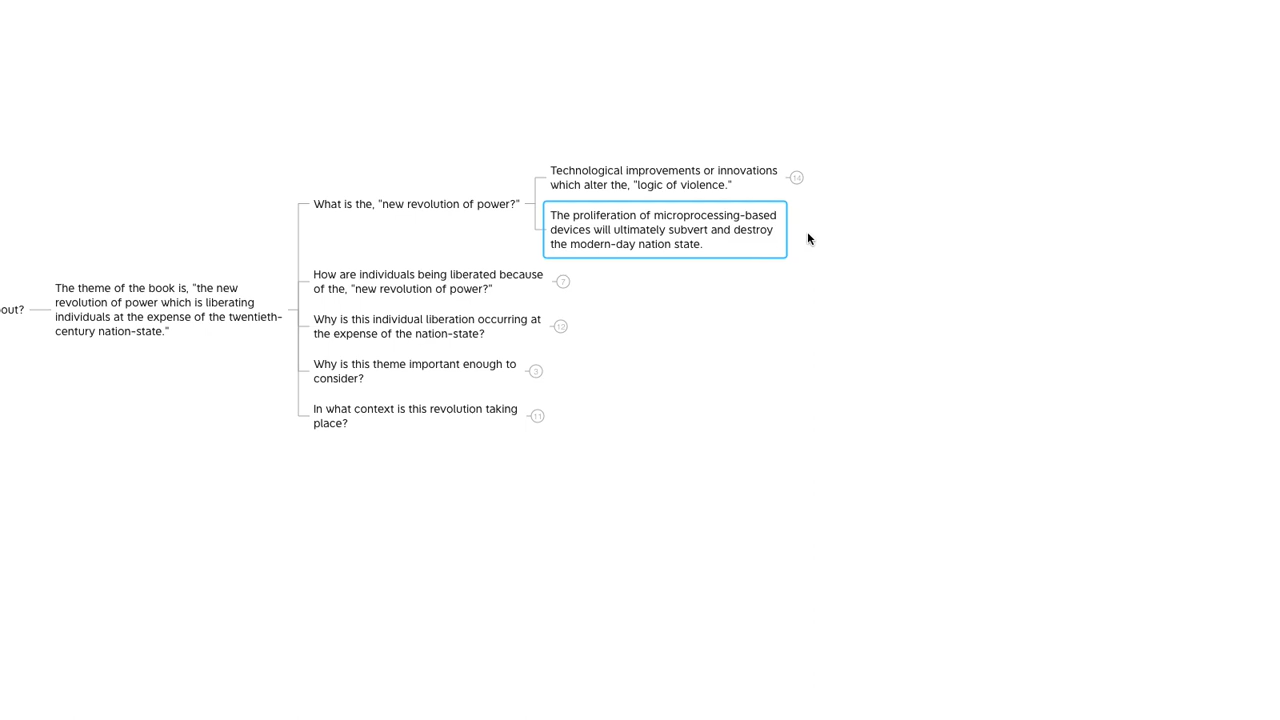 out?
The theme of the book is, "the new
revolution of power which is liberating
individuals at the expense of the twentieth-
century nation-state."
What is the, "new revolution of power?"
Technological improvements or innovations
which alter the, "logic of violence."
14
The proliferation of microprocessing-based
devices will ultimately subvert and destroy
the modern-day nation state.
How are individuals being liberated because
of the, "new revolution of power?"
7
Why is this individual liberation occurring at
the expense of the nation-state?
12
Why is this theme important enough to
consider?
3
In what context is this revolution taking
place?
11